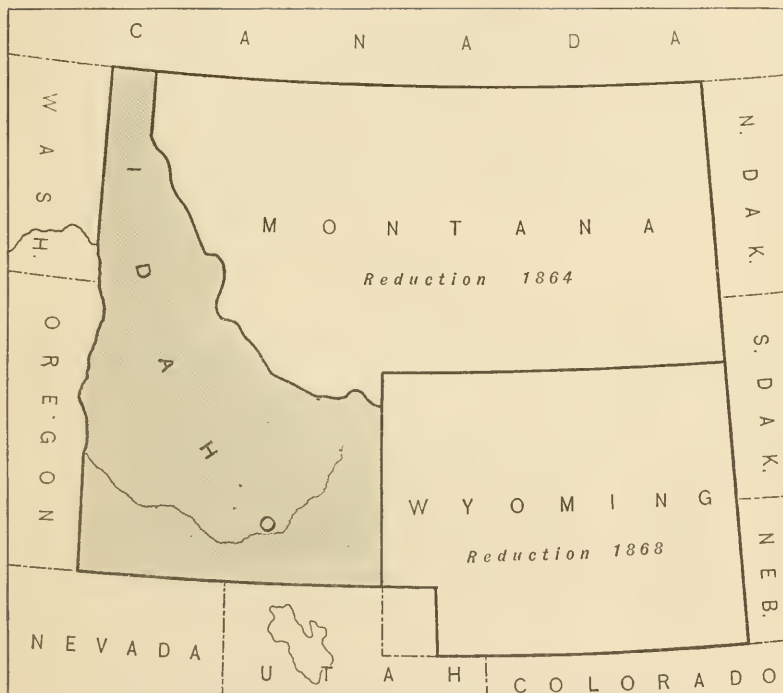 CANADA
WASH.
IDAHO
MONTANA
Reduction 1864
N. DAK.
OREGON
S. DAK.
WYOMING
Reduction 1868
NEB.
NEVADA
UTAH
COLORADO